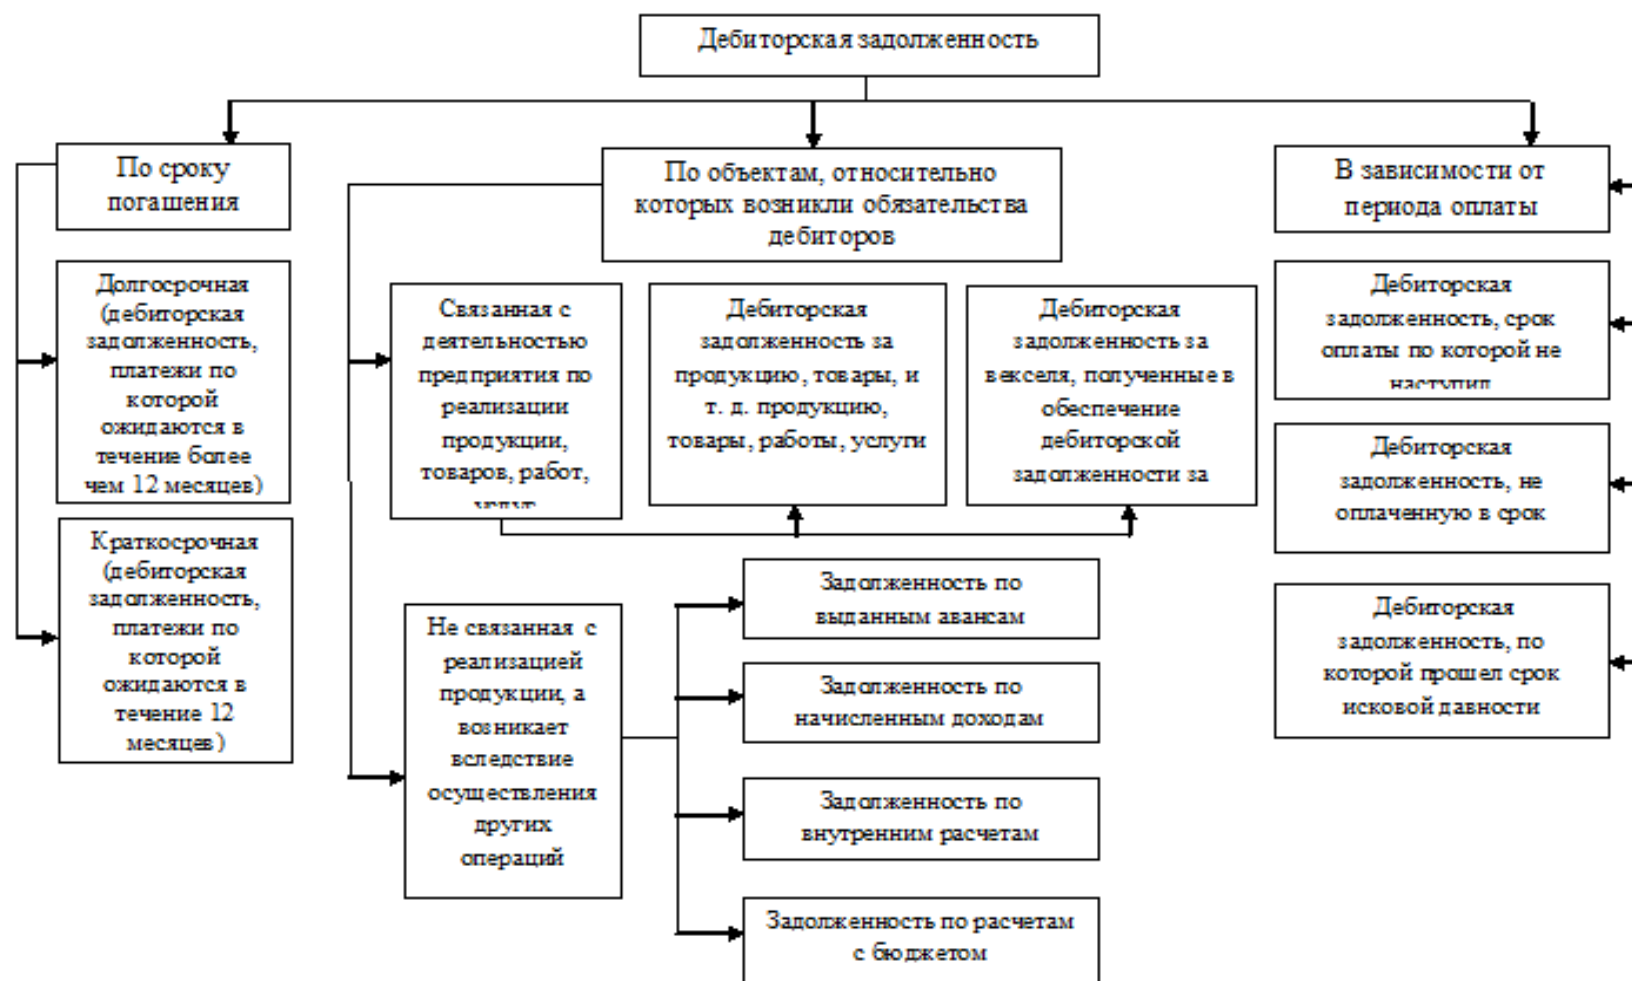 Дебиторская задолженность
По сроку
погашения
Долгосрочная
(дебиторская
задолженность,
платежи по
которой
ожидаются в
течение более
чем 12 месяцев)
Краткосрочная
(дебиторская
задолженность,
платежи по
которой
ожидаются в
течение 12
месяцев)
По объектам, относительно
которых возникли обязательства
дебиторов
Связанная с
деятельностью
предприятия по
реализации
продукции,
товаров, работ,
услуг
Дебиторская
задолженность за
продукцию, товары, и
т. д. продукцию,
товары, работы, услуги
Дебиторская
задолженность за
векселя, полученные в
обеспечение
дебиторской
задолженности за
Не связанная с
реализацией
продукции, а
возникает
вследствие
осуществления
других
операций
Задолженность по
выданным авансам
Задолженность по
начисленным доходам
Задолженность по
внутренним расчетам
Задолженность по расчетам
с бюджетом
В зависимости от
периода оплаты
Дебиторская
задолженность, срок
оплаты по которой не
наступил
Дебиторская
задолженность, не
оплаченную в срок
Дебиторская
задолженность, по
которой прошел срок
исковой давности